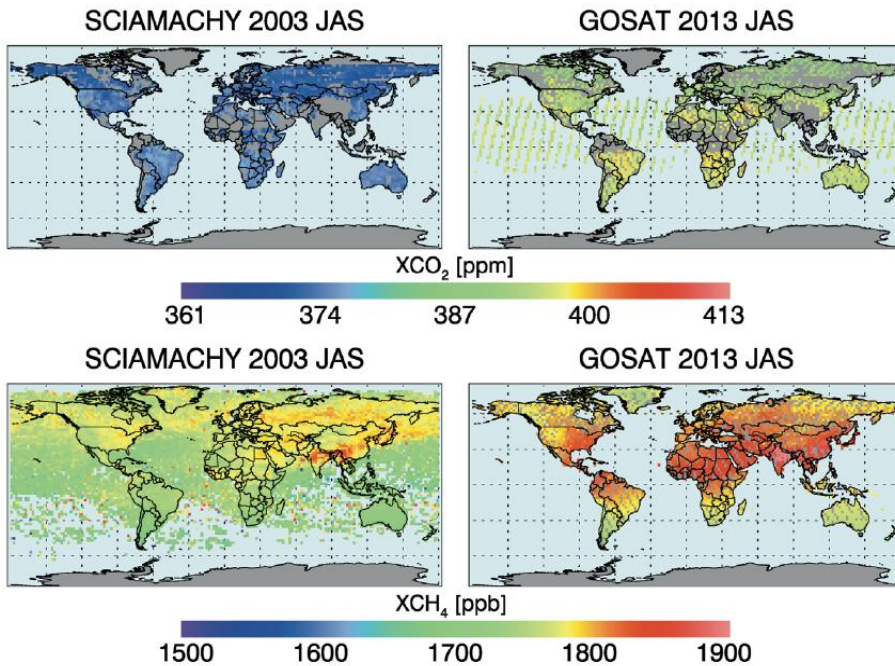 SCIAMACHY 2003 JAS
GOSAT 2013 JAS
XCO₂ [ppm]
361 374 387 400 413
SCIAMACHY 2003 JAS
GOSAT 2013 JAS
XCH₄ [ppb]
1500 1600 1700 1800 1900